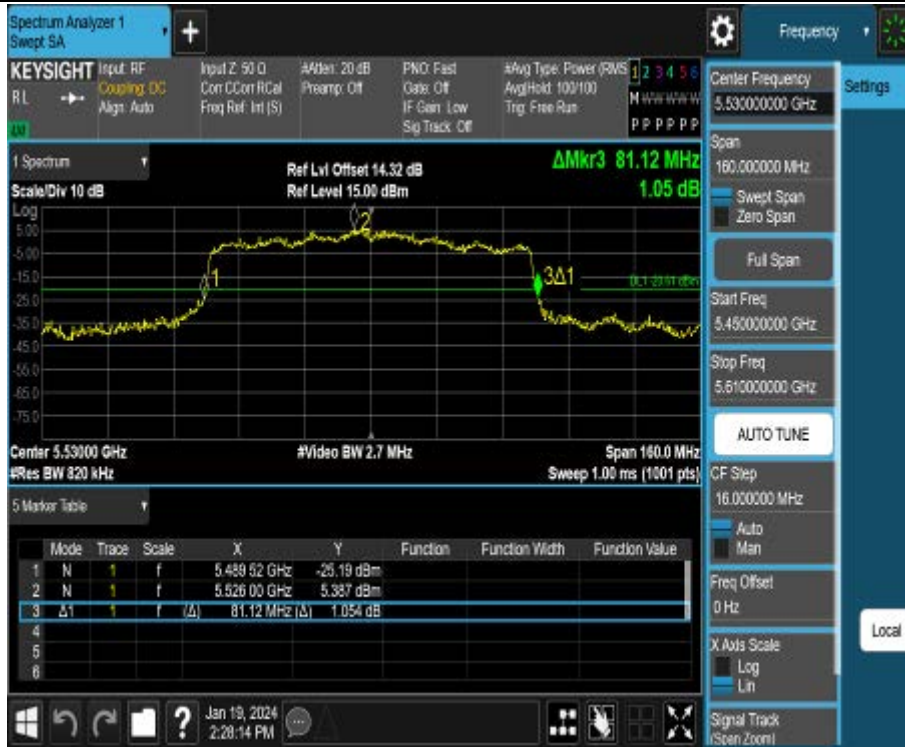 Spectrum Analyzer 1
Swept SA
Frequency
KEYSIGHT Input: RF
RL Coupling: DC
Align: Auto
Input Z: 50 Ω
Corr CCorr RCal
Freq Ref: Int (S)
#Atten: 20 dB
Preamp: Off
PNO: Fast
Gate: Off
IF Gain: Low
Sig Track: Off
#Avg Type: Power (RMS
Avg|Hold: 100/100
Trig: Free Run
1 2 3 4 5 6
M W W W W W
P P P P P P
1 Spectrum
Scale/Div 10 dB
Log
Ref Lvl Offset 14.32 dB
Ref Level 15.00 dBm
ΔMkr3 81.12 MHz
1.05 dB
5.00
-5.00
-15.0
-25.0
-35.0
-45.0
-55.0
-65.0
-75.0
2
1
3Δ1
Center 5.53000 GHz
#Res BW 820 kHz
#Video BW 2.7 MHz
Span 160.0 MHz
Sweep 1.00 ms (1001 pts)
5 Marker Table
Mode Trace Scale X Y Function Function Width Function Value
1 N 1 f 5.489 52 GHz -25.19 dBm
2 N 1 f 5.526 00 GHz 5.387 dBm
3 Δ1 1 f (Δ) 81.12 MHz (Δ) 1.054 dB
4
5
6
Jan 19, 2024
2:28:14 PM
Center Frequency
5.530000000 GHz
Span
160.000000 MHz
Swept Span
Zero Span
Full Span
Start Freq
5.450000000 GHz
Stop Freq
5.610000000 GHz
AUTO TUNE
CF Step
16.000000 MHz
Auto
Man
Freq Offset
0 Hz
X Axis Scale
Log
Lin
Signal Track
(Span Zoom)
Settings
Local